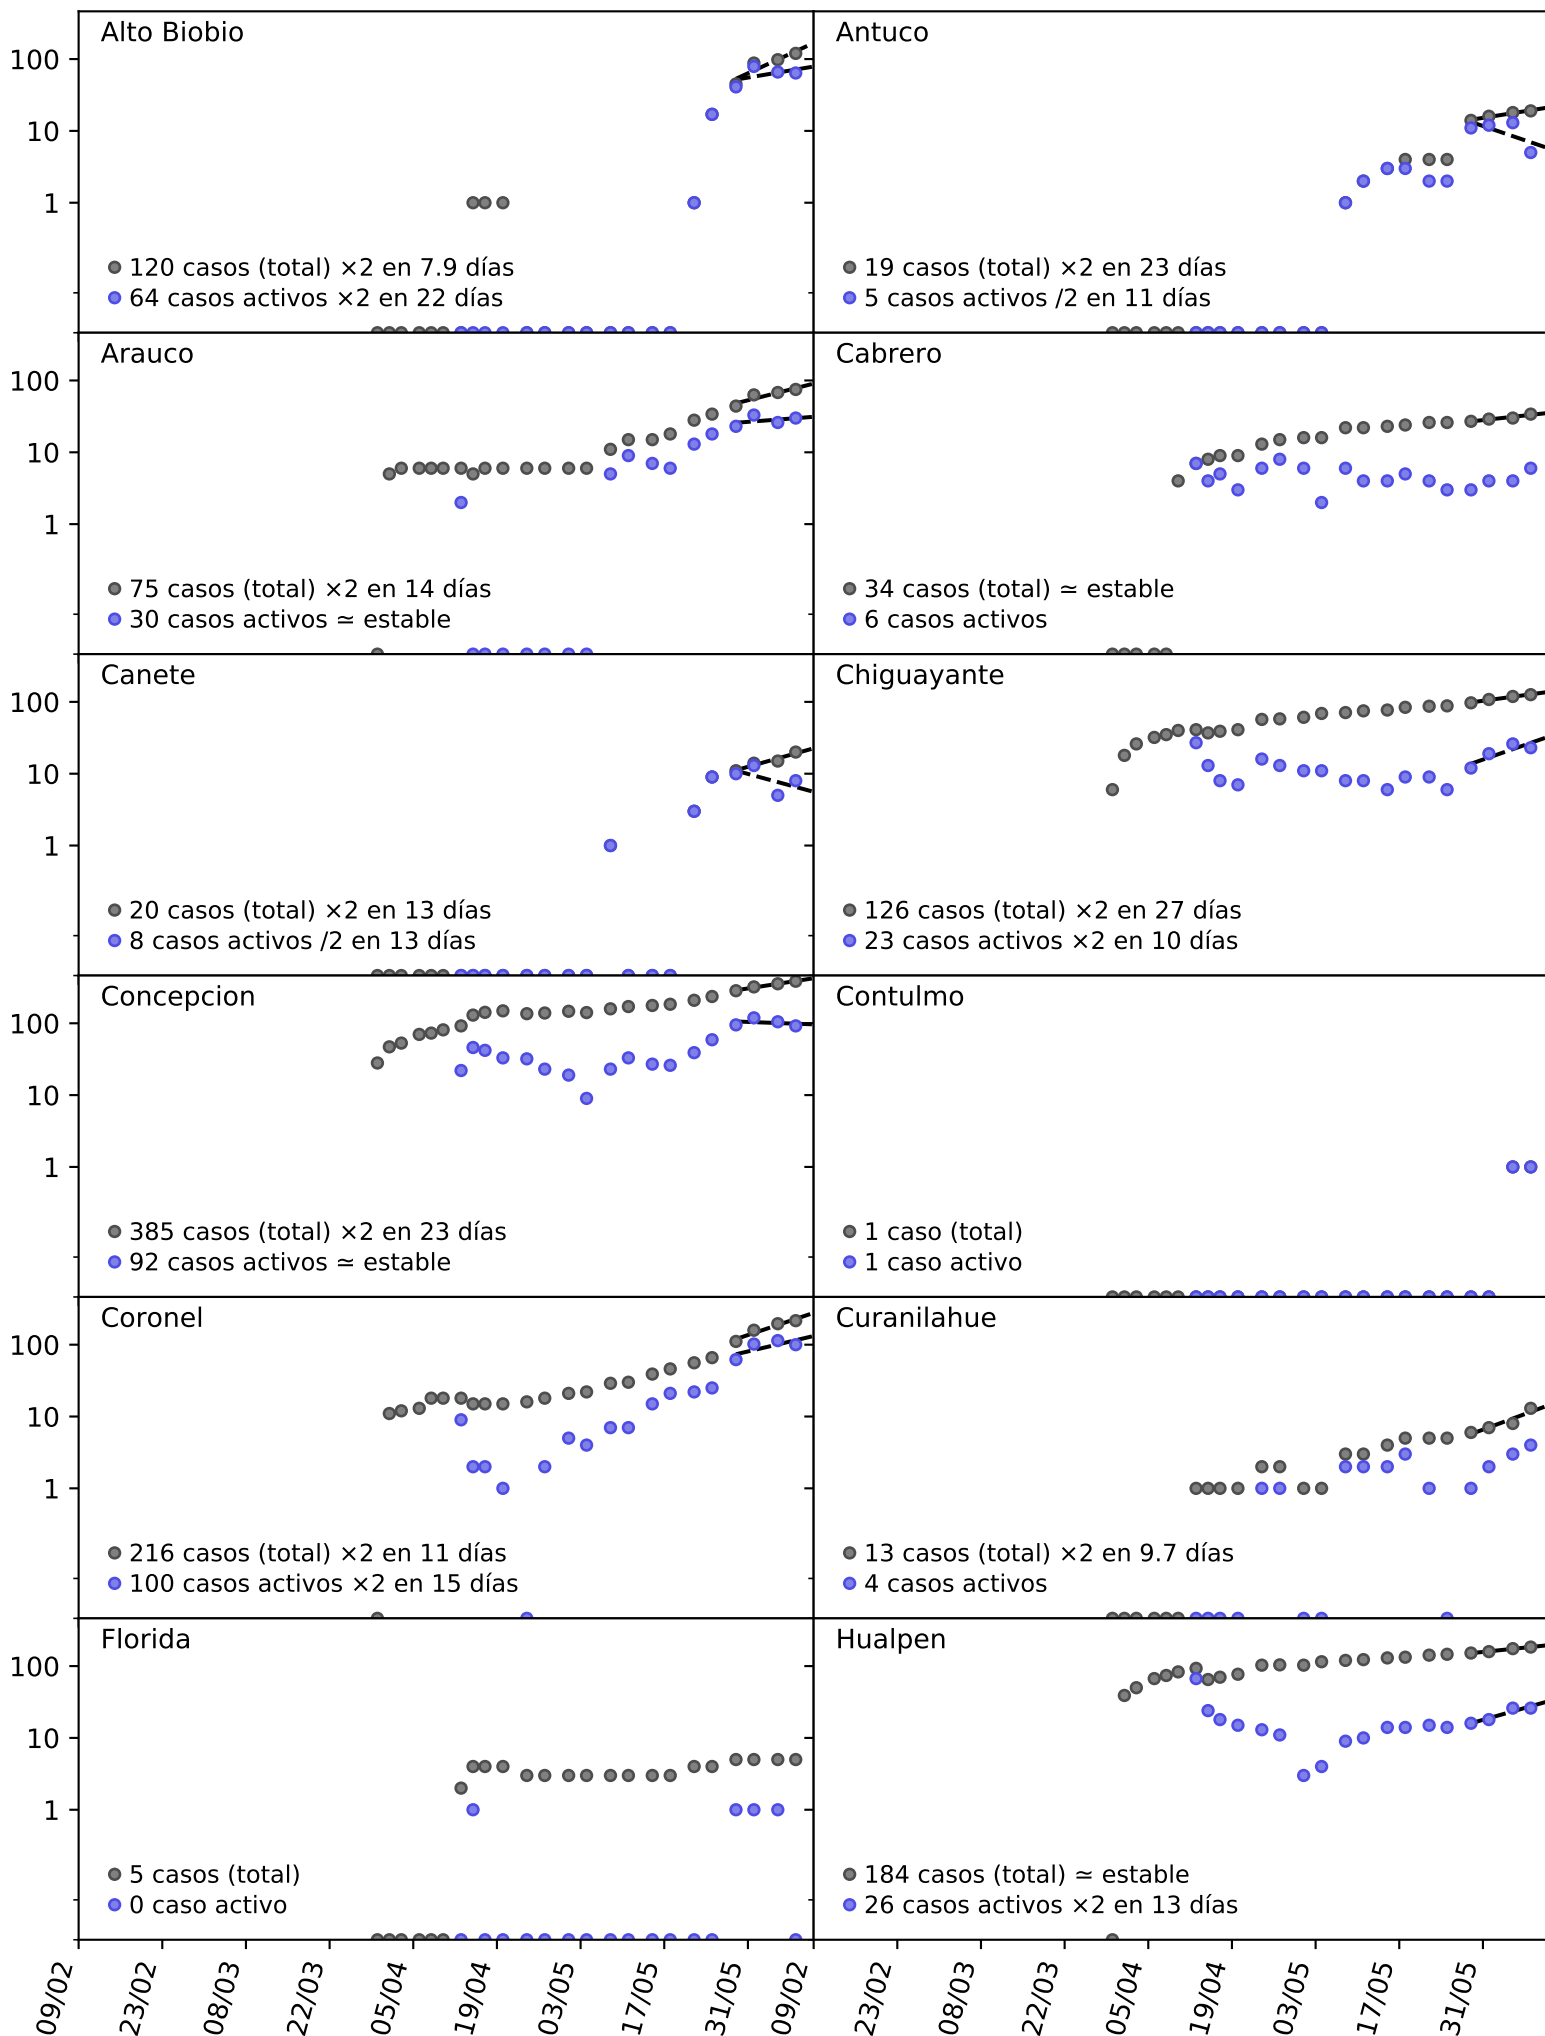 Alto Biobio
100
10
1
120 casos (total) ×2 en 7.9 días
64 casos activos ×2 en 22 días
Antuco
19 casos (total) ×2 en 23 días
5 casos activos /2 en 11 días
Arauco
100
10
1
75 casos (total) ×2 en 14 días
30 casos activos ≃ estable
Cabrero
34 casos (total) ≃ estable
6 casos activos
Canete
100
10
1
20 casos (total) ×2 en 13 días
8 casos activos /2 en 13 días
Chiguayante
126 casos (total) ×2 en 27 días
23 casos activos ×2 en 10 días
Concepcion
100
10
1
385 casos (total) ×2 en 23 días
92 casos activos ≃ estable
Contulmo
1 caso (total)
1 caso activo
Coronel
100
10
1
216 casos (total) ×2 en 11 días
100 casos activos ×2 en 15 días
Curanilahue
13 casos (total) ×2 en 9.7 días
4 casos activos
Florida
100
10
1
5 casos (total)
0 caso activo
Hualpen
184 casos (total) ≃ estable
26 casos activos ×2 en 13 días
09/02
23/02
08/03
22/03
05/04
19/04
03/05
17/05
31/05
09/02
23/02
08/03
22/03
05/04
19/04
03/05
17/05
31/05